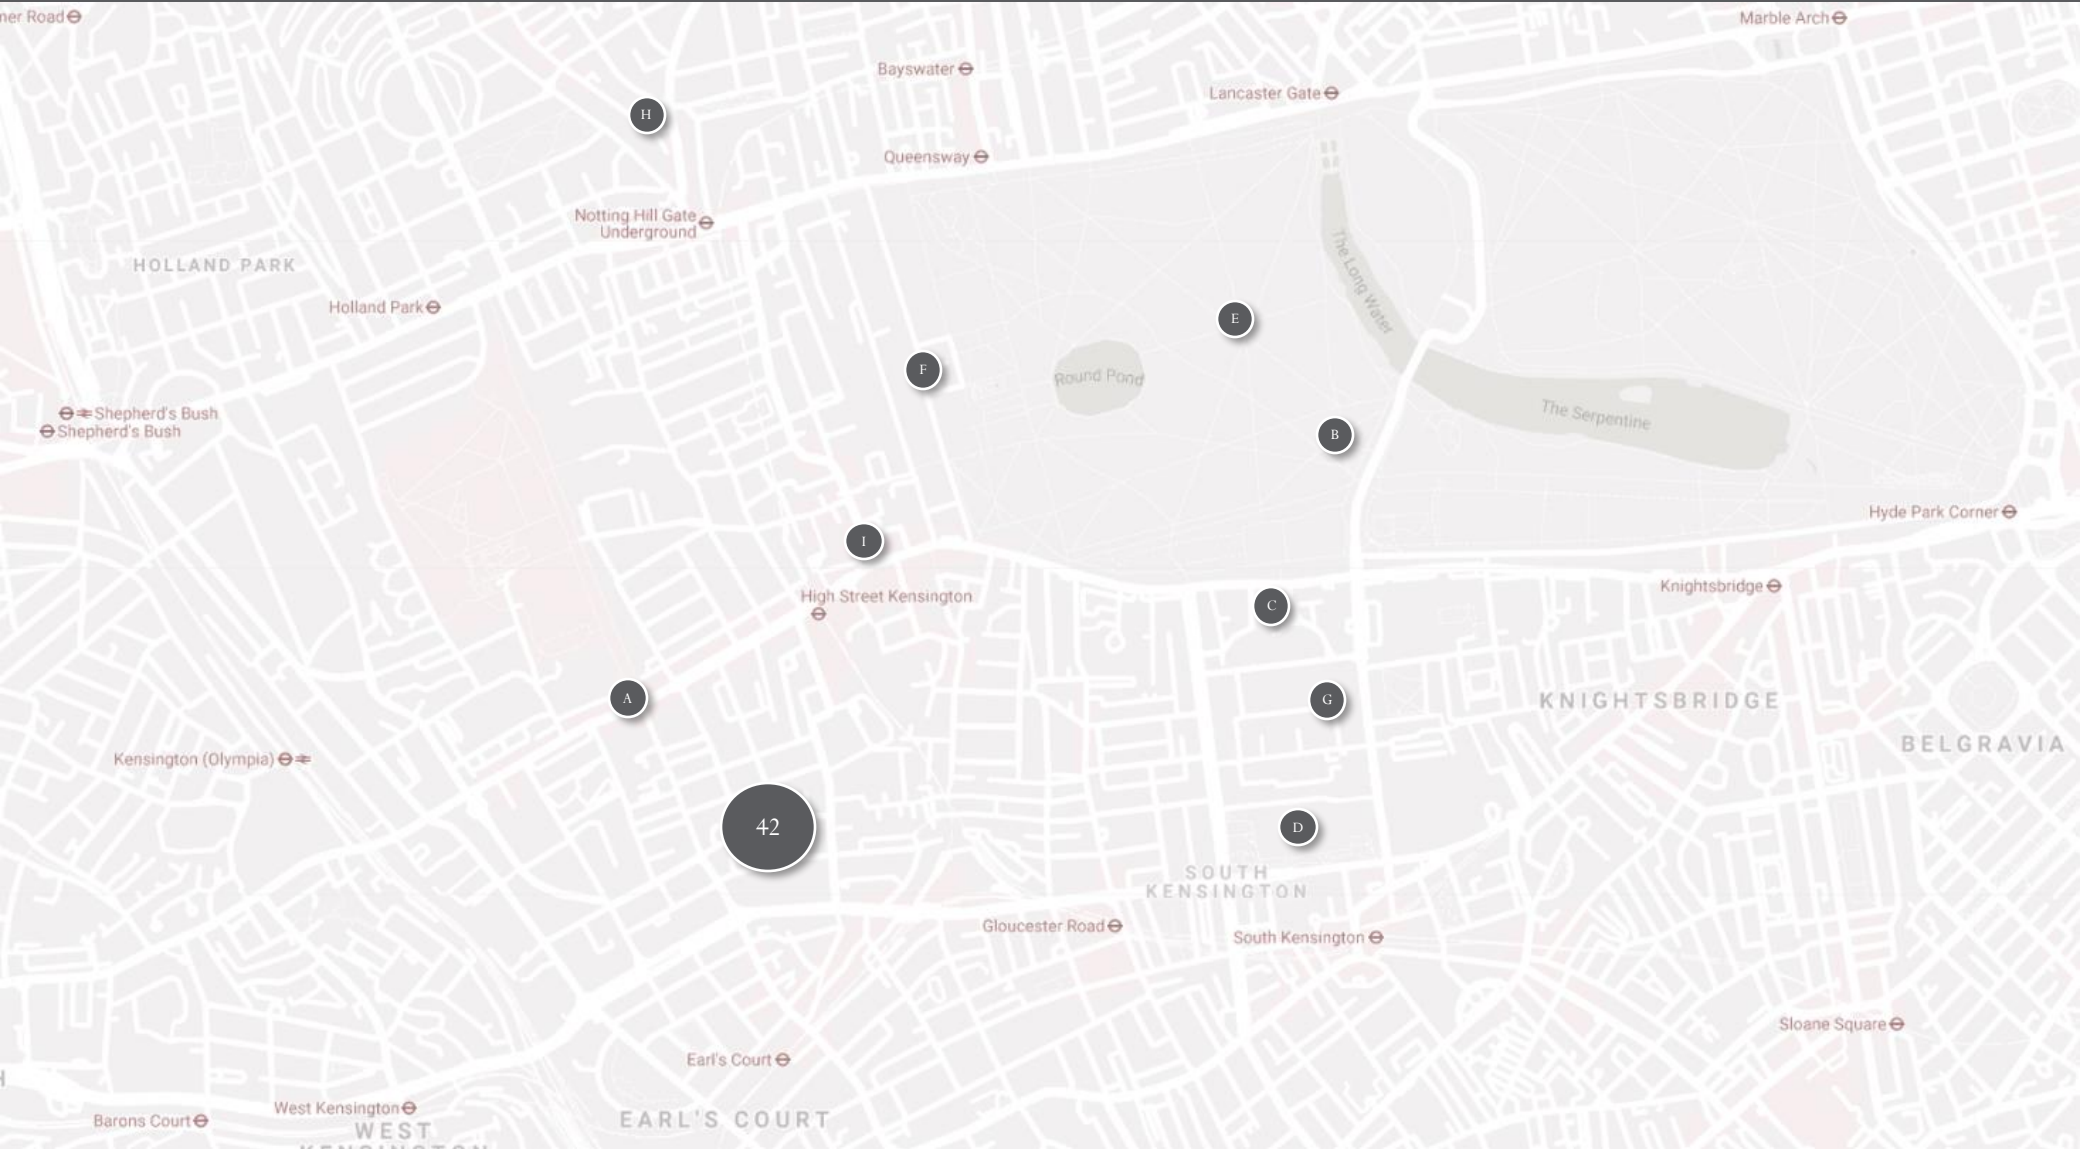 ner Road
Marble Arch
Bayswater
Lancaster Gate
H
Queensway
Notting Hill Gate
Underground
The Long Water
HOLLAND PARK
Holland Park
E
F
Round Pond
Shepherd's Bush
Shepherd's Bush
The Serpentine
B
Hyde Park Corner
I
High Street Kensington
Knightsbridge
C
A
G
KNIGHTSBRIDGE
BELGRAVIA
Kensington (Olympia)
42
D
SOUTH
KENSINGTON
Gloucester Road
South Kensington
Sloane Square
Earl's Court
H
West Kensington
Barons Court
EARL'S COURT
WEST
KENSINGTON